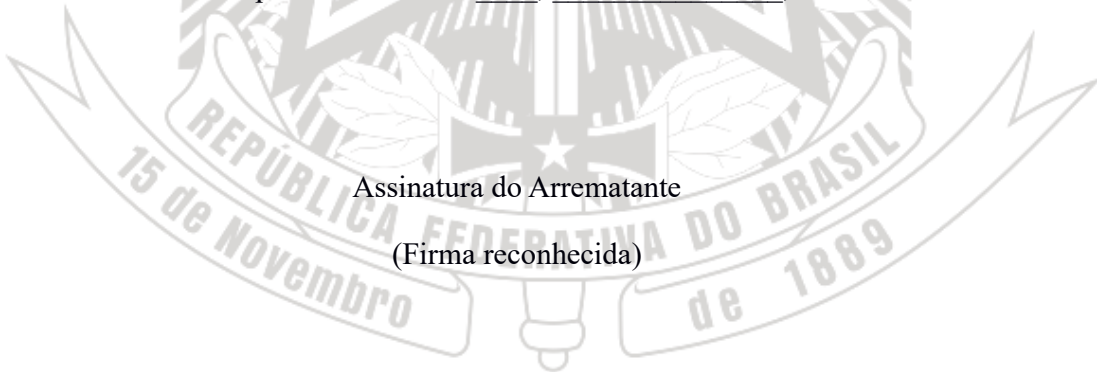 Assinatura do Arrematante
(Firma reconhecida)
REPÚBLICA FEDERATIVA DO BRASIL
15 de Novembro de 1889